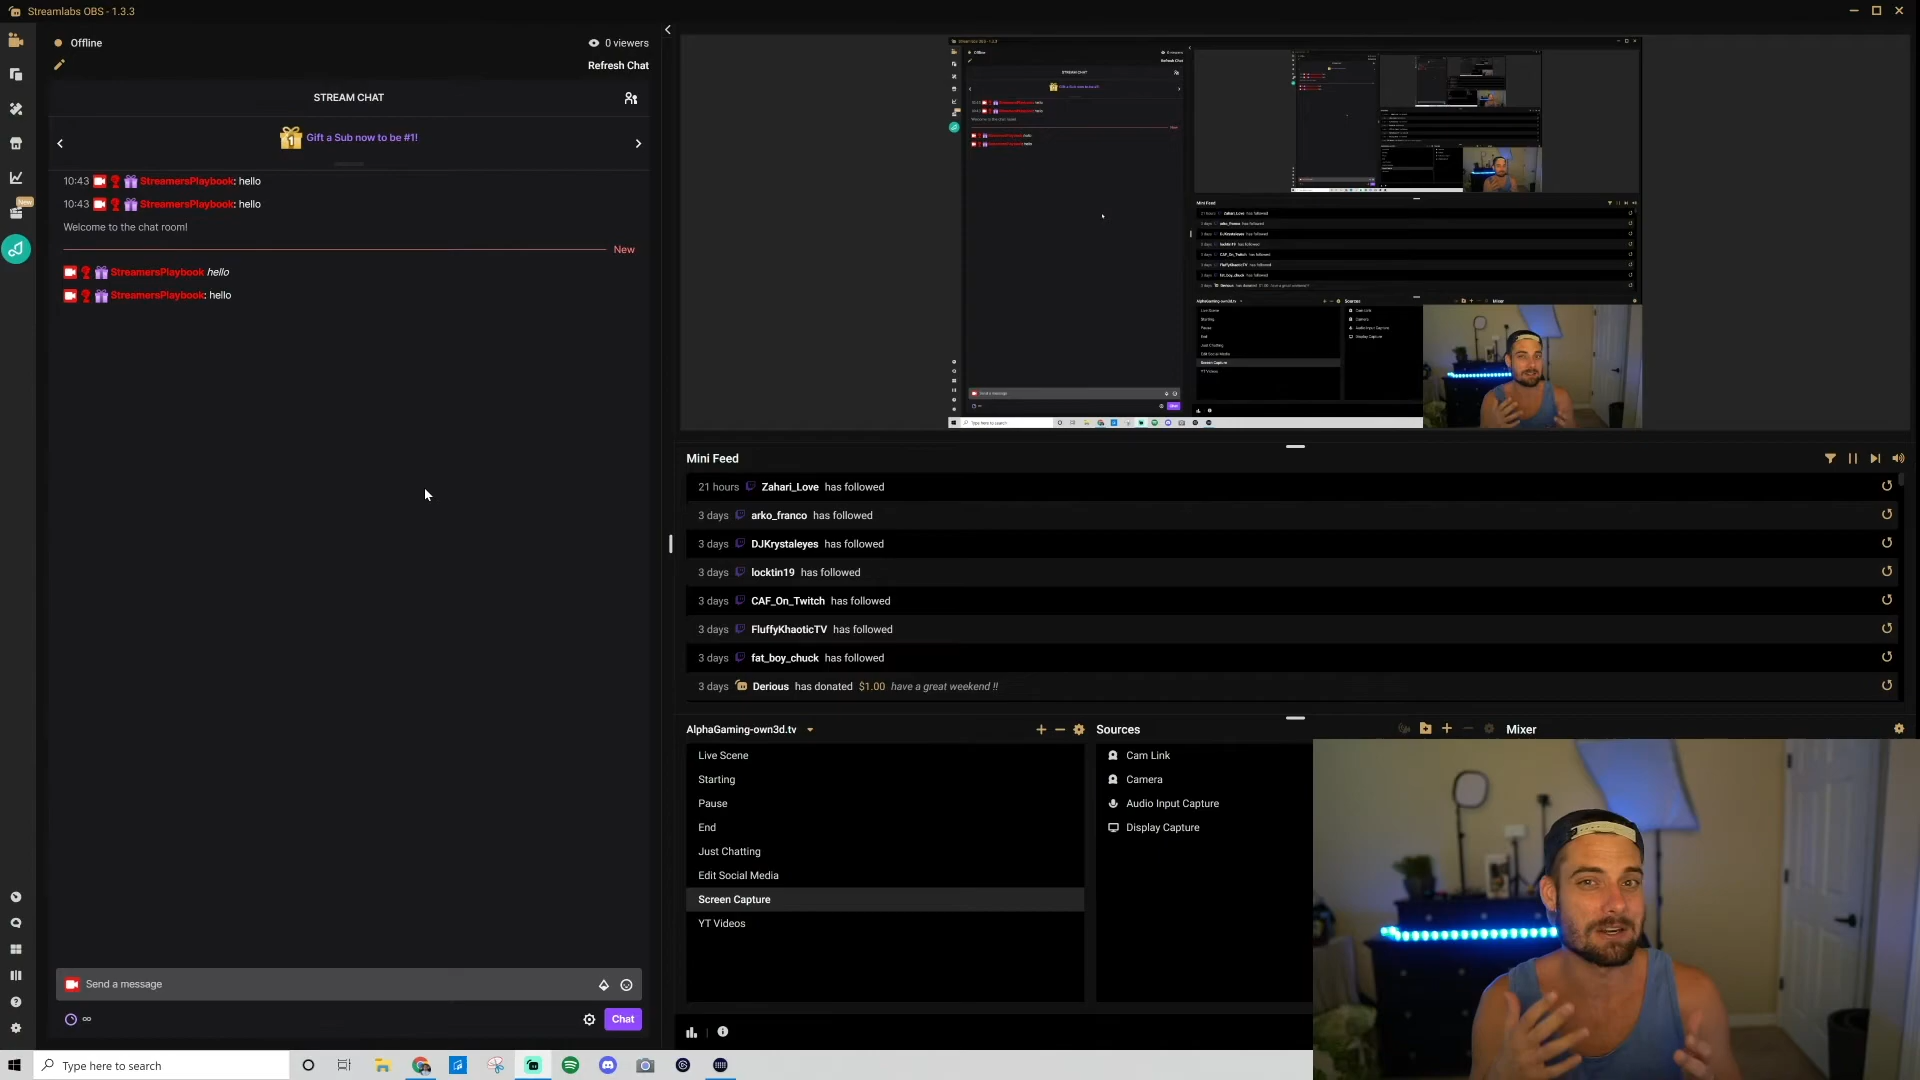 Streamlabs OBS - 1.3.3
Offline
0 viewers
Refresh Chat
STREAM CHAT
Gift a Sub now to be #1!
10:43 StreamersPlaybook: hello
10:43 StreamersPlaybook: hello
Welcome to the chat room!
New
StreamersPlaybook hello
StreamersPlaybook: hello
Send a message
Chat
New
Mini Feed
21 hours Zahari_Love has followed
3 days arko_franco has followed
3 days DJKrystaleyes has followed
3 days locktin19 has followed
3 days CAF_On_Twitch has followed
3 days FluffyKhaoticTV has followed
3 days fat_boy_chuck has followed
3 days Derious has donated $1.00 have a great weekend !!
AlphaGaming-own3d.tv
Live Scene
Starting
Pause
End
Just Chatting
Edit Social Media
Screen Capture
YT Videos
Sources
Cam Link
Camera
Audio Input Capture
Display Capture
Mixer
Type here to search